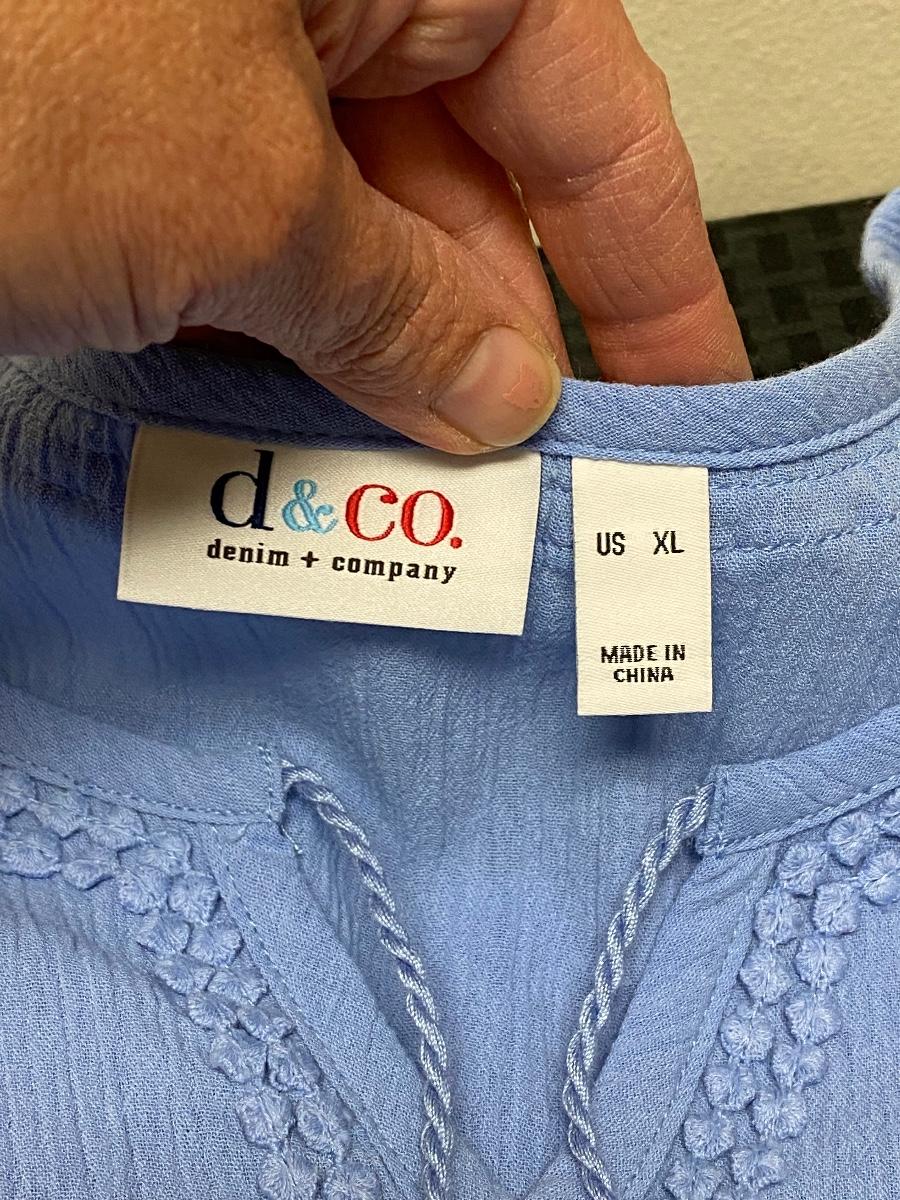 d&co.
denim + company
US XL
MADE IN
CHINA